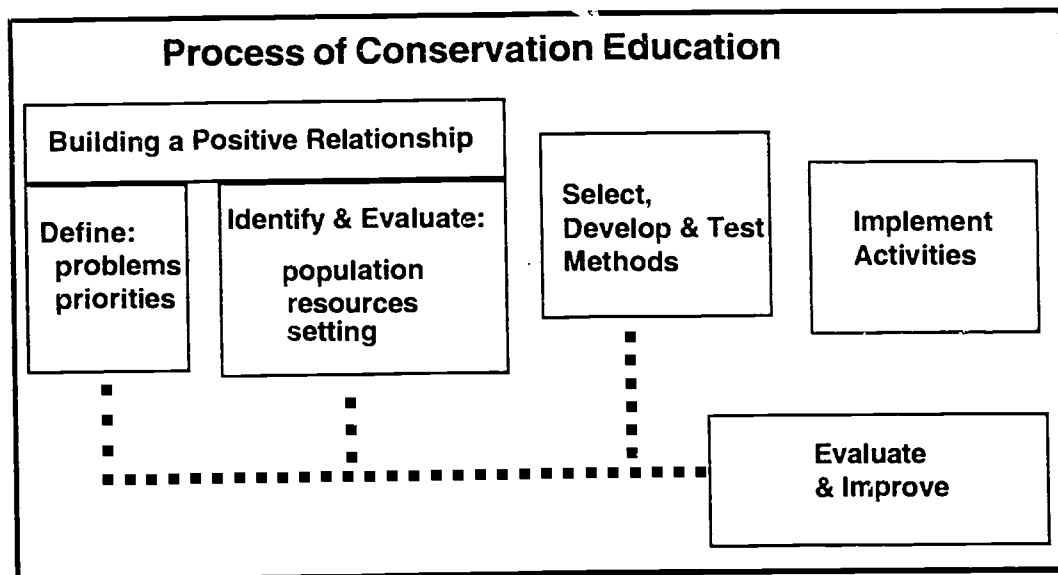 Process of Conservation Education
Building a Positive Relationship
Define:
problems
priorities
Identify & Evaluate:
population
resources
setting
Select,
Develop & Test
Methods
Implement
Activities
Evaluate
& Improve